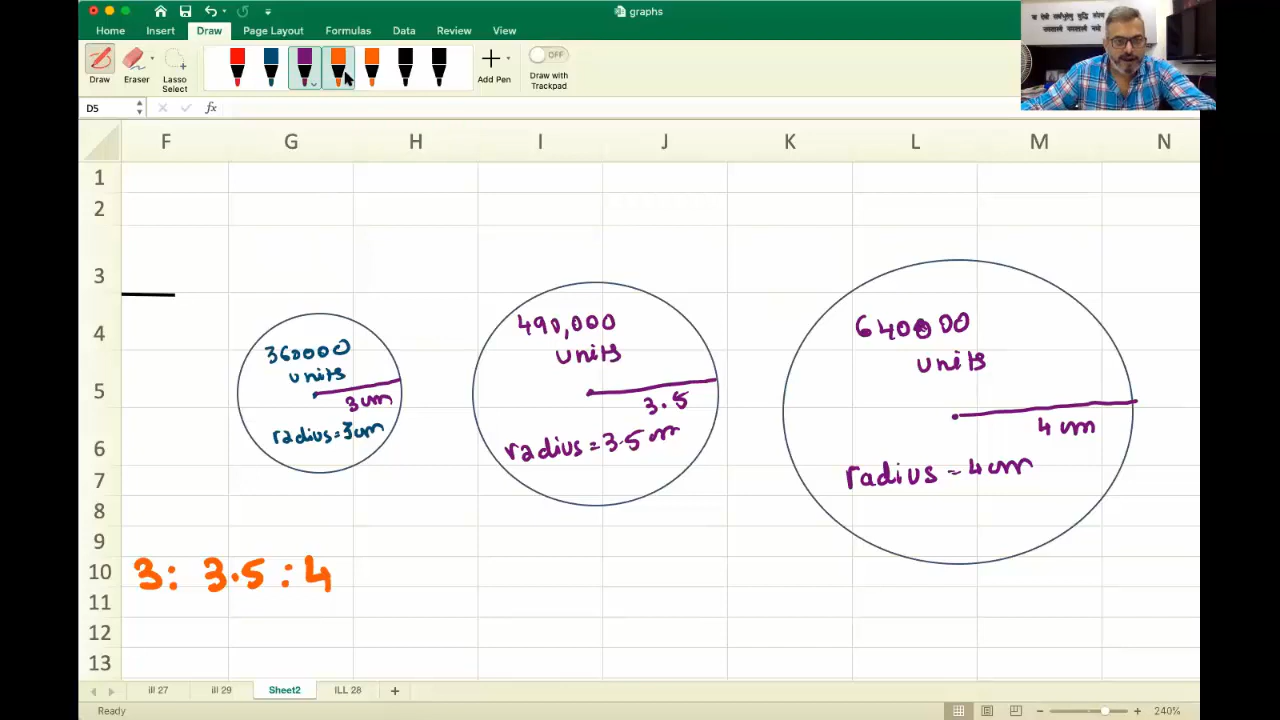 graphs
Home Insert Draw Page Layout Formulas Data Review View
Draw Eraser Lasso Select Add Pen OFF Draw with Trackpad
D5 fx
F G H I J K L M N
1
2
3
4
5
6
7
8
9
10
11
12
13
360000
units
3cm
radius=3cm
490,000
units
3.5
radius=3.5cm
640000
units
4 cm
radius=4cm
3: 3.5 : 4
ill 27 ill 29 Sheet2 ILL 28 +
Ready 240%